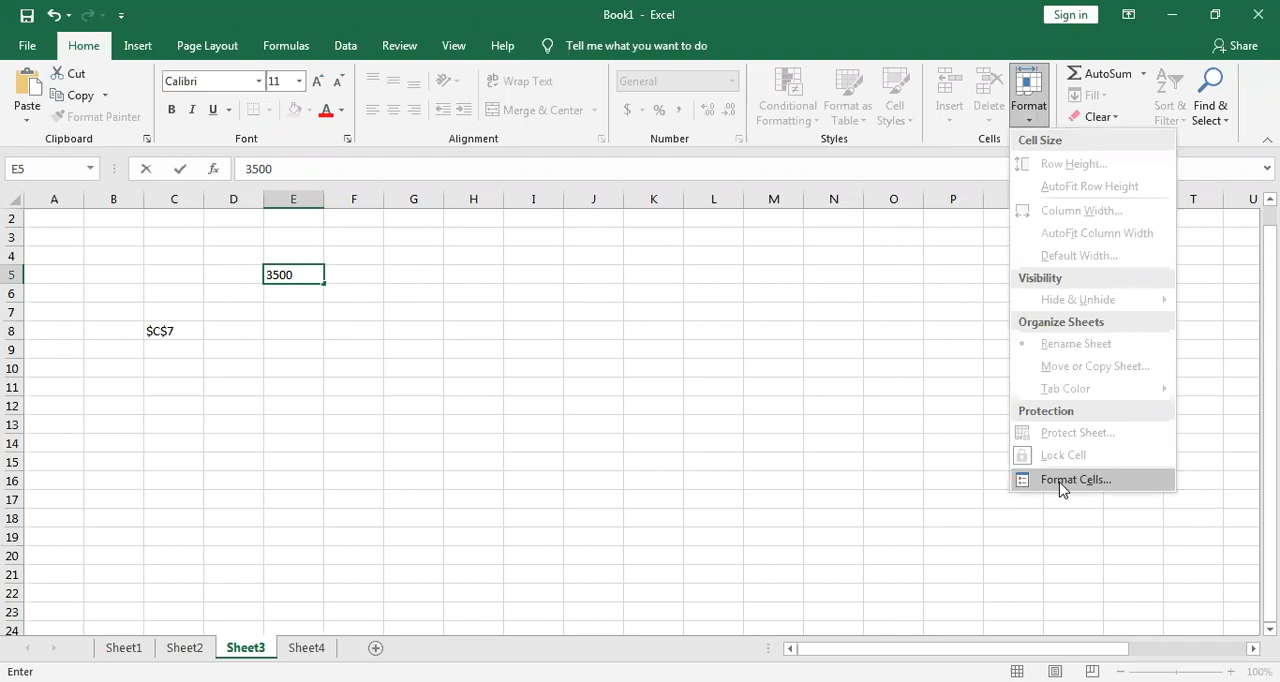 Book1 - Excel
Sign in
File
Home
Insert
Page Layout
Formulas
Data
Review
View
Help
Tell me what you want to do
Share
Paste
Cut
Copy
Format Painter
Clipboard
Calibri
11
B I U
A A
A
Font
Wrap Text
Merge & Center
Alignment
General
$ % ,
Number
Conditional Formatting
Format as Table
Cell Styles
Styles
Insert
Delete
Format
Cells
AutoSum
Fill
Clear
Sort & Filter
Find & Select
Cell Size
Row Height...
AutoFit Row Height
Column Width...
AutoFit Column Width
Default Width...
Visibility
Hide & Unhide
Organize Sheets
Rename Sheet
Move or Copy Sheet...
Tab Color
Protection
Protect Sheet...
Lock Cell
Format Cells...
E5
fx
3500
A B C D E F G H I J K L M N O P T U
2
3
4
5 3500
6
7
8 $C$7
9
10
11
12
13
14
15
16
17
18
19
20
21
22
23
24
Sheet1
Sheet2
Sheet3
Sheet4
Enter
100%